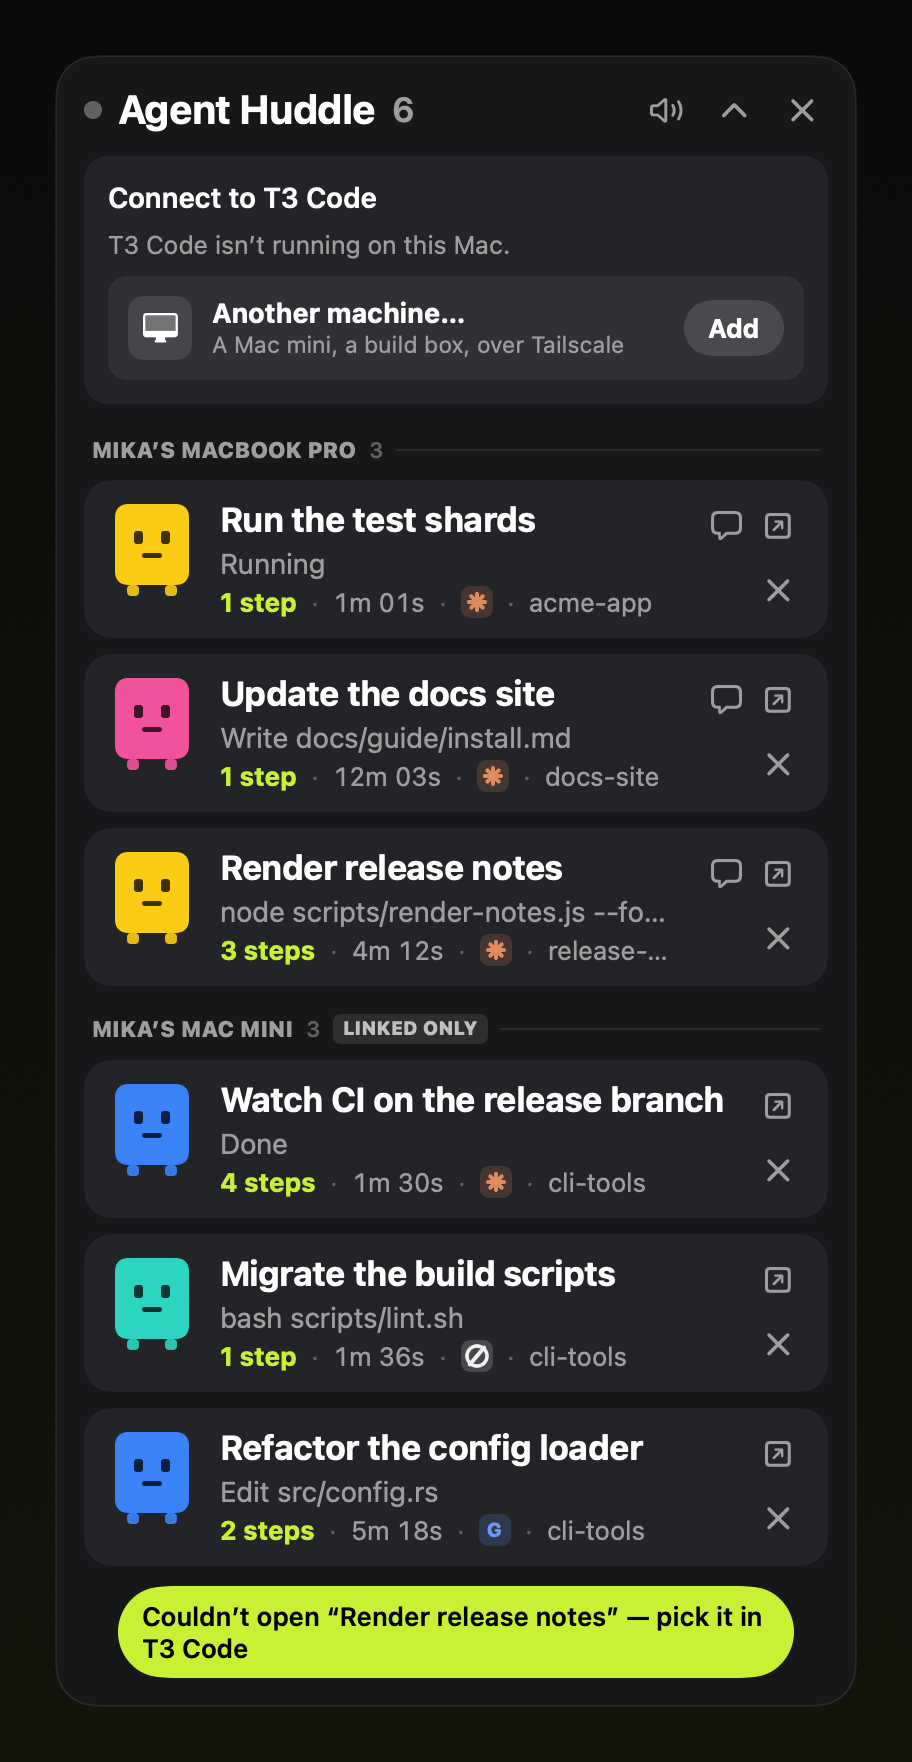 Agent Huddle 6
Connect to T3 Code
T3 Code isn’t running on this Mac.
Another machine...
A Mac mini, a build box, over Tailscale
Add
MIKA’S MACBOOK PRO 3
Run the test shards
Running
1 step · 1m 01s · acme-app
Update the docs site
Write docs/guide/install.md
1 step · 12m 03s · docs-site
Render release notes
node scripts/render-notes.js --fo...
3 steps · 4m 12s · release-...
MIKA’S MAC MINI 3 LINKED ONLY
Watch CI on the release branch
Done
4 steps · 1m 30s · cli-tools
Migrate the build scripts
bash scripts/lint.sh
1 step · 1m 36s · cli-tools
Refactor the config loader
Edit src/config.rs
2 steps · 5m 18s · G · cli-tools
Couldn’t open “Render release notes” — pick it in
T3 Code